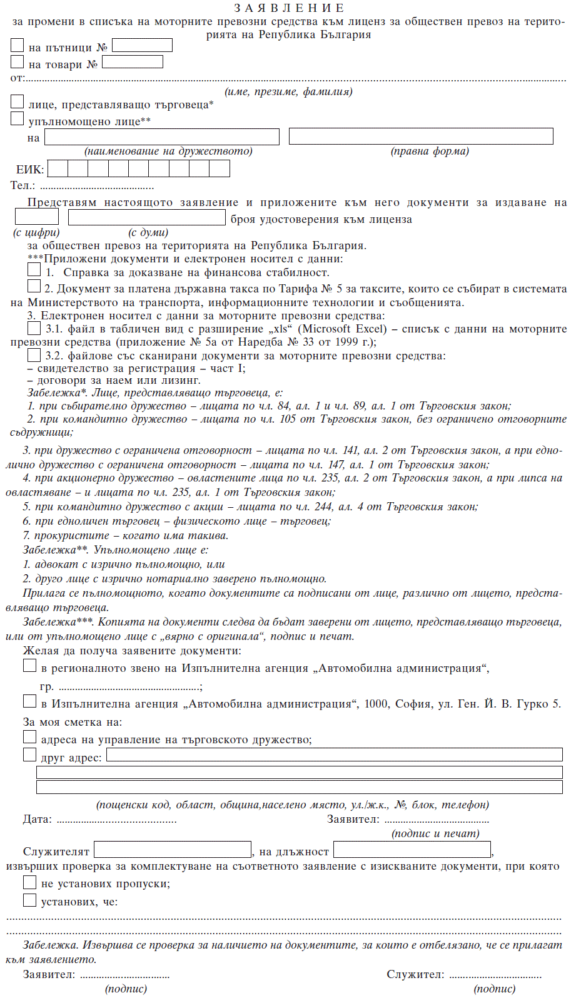 ЗАЯВЛЕНИЕ
за промени в списъка на моторните превозни средства към лиценз за обществен превоз на терито-
рията на Република България
на пътници №
на товари №
от:..........................................................................................................................................................
(име, презиме, фамилия)
лице, представляващо търговеца*
упълномощено лице**
на
(наименование на дружеството) (правна форма)
ЕИК:
Тел.: ..........................................
Представям настоящото заявление и приложените към него документи за издаване на
броя удостоверения към лиценза
(с цифри) (с думи)
за обществен превоз на територията на Република България.
***Приложени документи и електронен носител с данни:
1. Справка за доказване на финансова стабилност.
2. Документ за платена държавна такса по Тарифа № 5 за таксите, които се събират в системата
на Министерството на транспорта, информационните технологии и съобщенията.
3. Електронен носител с данни за моторните превозни средства:
3.1. файл в табличен вид с разширение „xls“ (Microsoft Excel) – списък с данни на моторните
превозни средства (приложение № 5а от Наредба № 33 от 1999 г.);
3.2. файлове със сканирани документи за моторните превозни средства:
– свидетелство за регистрация – част I;
– договори за наем или лизинг.
Забележка*. Лице, представляващо търговеца, е:
1. при събирателно дружество – лицата по чл. 84, ал. 1 и чл. 89, ал. 1 от Търговския закон;
2. при командитно дружество – лицата по чл. 105 от Търговския закон, без ограничено отговорните
съдружници;
3. при дружество с ограничена отговорност – лицата по чл. 141, ал. 2 от Търговския закон, а при едно-
лично дружество с ограничена отговорност – лицата по чл. 147, ал. 1 от Търговския закон;
4. при акционерно дружество – овластените лица по чл. 235, ал. 2 от Търговския закон, а при липса на
овластяване – и лицата по чл. 235, ал. 1 от Търговския закон;
5. при командитно дружество с акции – лицата по чл. 244, ал. 4 от Търговския закон;
6. при едноличен търговец – физическото лице – търговец;
7. прокуристите – когато има такива.
Забележка**. Упълномощено лице е:
1. адвокат с изрично пълномощно, или
2. друго лице с изрично нотариално заверено пълномощно.
Прилага се пълномощното, когато документите са подписани от лице, различно от лицето, предста-
вляващо търговеца.
Забележка***. Копията на документи следва да бъдат заверени от лицето, представляващо търговеца,
или от упълномощено лице с „вярно с оригинала“, подпис и печат.
Желая да получа заявените документи:
в регионалното звено на Изпълнителна агенция „Автомобилна администрация“,
гр. ....................................................;
в Изпълнителна агенция „Автомобилна администрация“, 1000, София, ул. Ген. Й. В. Гурко 5.
За моя сметка на:
адреса на управление на търговското дружество;
друг адрес:
(пощенски код, област, община,населено място, ул./ж.к., №, блок, телефон)
Дата: ............................................ Заявител: .......................................
(подпис и печат)
Служителят , на длъжност ,
извърших проверка за комплектуване на съответното заявление с изискваните документи, при която
не установих пропуски;
установих, че:
..........................................................................................................................................................
..........................................................................................................................................................
Забележка. Извършва се проверка за наличието на документите, за които е отбелязано, че се прилагат
към заявлението.
Заявител: ................................. Служител: ..................................
(подпис) (подпис)